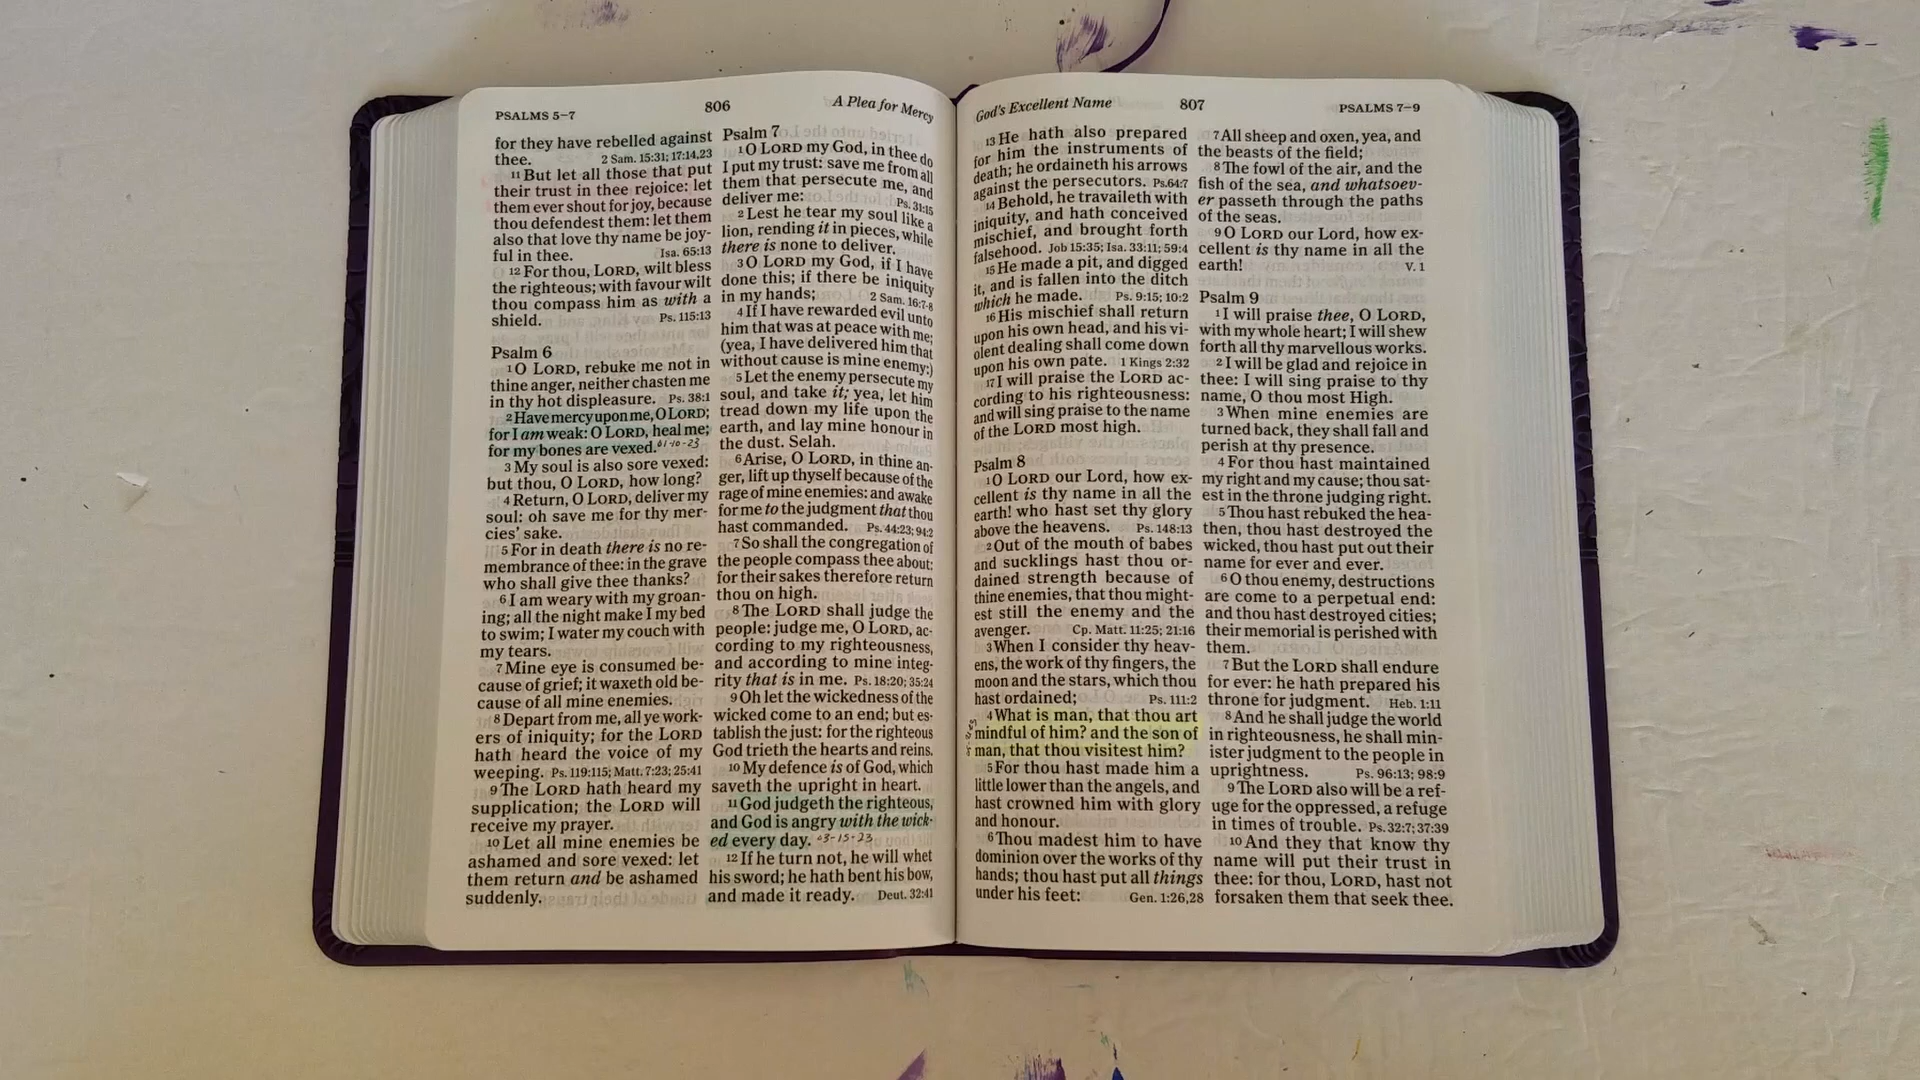 PSALMS 5–7
806
A Plea for Mercy
for they have rebelled against
thee. 2 Sam. 15:31; 17:14,23
11 But let all those that put
their trust in thee rejoice: let
them ever shout for joy, because
thou defendest them: let them
also that love thy name be joy-
ful in thee. Isa. 65:13
12 For thou, LORD, wilt bless
the righteous; with favour wilt
thou compass him as with a
shield. Ps. 115:13
Psalm 6
1 O LORD, rebuke me not in
thine anger, neither chasten me
in thy hot displeasure. Ps. 38:1
2 Have mercy upon me, O LORD;
for I am weak: O LORD, heal me;
for my bones are vexed. 01-10-23
3 My soul is also sore vexed:
but thou, O LORD, how long?
4 Return, O LORD, deliver my
soul: oh save me for thy mer-
cies' sake.
5 For in death there is no re-
membrance of thee: in the grave
who shall give thee thanks?
6 I am weary with my groan-
ing; all the night make I my bed
to swim; I water my couch with
my tears.
7 Mine eye is consumed be-
cause of grief; it waxeth old be-
cause of all mine enemies.
8 Depart from me, all ye work-
ers of iniquity; for the LORD
hath heard the voice of my
weeping. Ps. 119:115; Matt. 7:23; 25:41
9 The LORD hath heard my
supplication; the LORD will
receive my prayer.
10 Let all mine enemies be
ashamed and sore vexed: let
them return and be ashamed
suddenly.
Psalm 7
1 O LORD my God, in thee do
I put my trust: save me from all
them that persecute me, and
deliver me: Ps. 31:15
2 Lest he tear my soul like a
lion, rending it in pieces, while
there is none to deliver.
3 O LORD my God, if I have
done this; if there be iniquity
in my hands; 2 Sam. 16:7-8
4 If I have rewarded evil unto
him that was at peace with me;
(yea, I have delivered him that
without cause is mine enemy:)
5 Let the enemy persecute my
soul, and take it; yea, let him
tread down my life upon the
earth, and lay mine honour in
the dust. Selah.
6 Arise, O LORD, in thine an-
ger, lift up thyself because of the
rage of mine enemies: and awake
for me to the judgment that thou
hast commanded. Ps. 44:23; 94:2
7 So shall the congregation of
the people compass thee about:
for their sakes therefore return
thou on high.
8 The LORD shall judge the
people: judge me, O LORD, ac-
cording to my righteousness,
and according to mine integ-
rity that is in me. Ps. 18:20; 35:24
9 Oh let the wickedness of the
wicked come to an end; but es-
tablish the just: for the righteous
God trieth the hearts and reins.
10 My defence is of God, which
saveth the upright in heart.
11 God judgeth the righteous,
and God is angry with the wick-
ed every day. 03-15-23
12 If he turn not, he will whet
his sword; he hath bent his bow,
and made it ready. Deut. 32:41
God's Excellent Name
807
PSALMS 7–9
13 He hath also prepared
for him the instruments of
death; he ordaineth his arrows
against the persecutors. Ps.64:7
14 Behold, he travaileth with
iniquity, and hath conceived
mischief, and brought forth
falsehood. Job 15:35; Isa. 33:11; 59:4
15 He made a pit, and digged
it, and is fallen into the ditch
which he made. Ps. 9:15; 10:2
16 His mischief shall return
upon his own head, and his vi-
olent dealing shall come down
upon his own pate. 1 Kings 2:32
17 I will praise the LORD ac-
cording to his righteousness:
and will sing praise to the name
of the LORD most high.
Psalm 8
1 O LORD our Lord, how ex-
cellent is thy name in all the
earth! who hast set thy glory
above the heavens. Ps. 148:13
2 Out of the mouth of babes
and sucklings hast thou or-
dained strength because of
thine enemies, that thou might-
est still the enemy and the
avenger. Cp. Matt. 11:25; 21:16
3 When I consider thy heav-
ens, the work of thy fingers, the
moon and the stars, which thou
hast ordained; Ps. 111:2
4 What is man, that thou art
mindful of him? and the son of
man, that thou visitest him?
5 For thou hast made him a
little lower than the angels, and
hast crowned him with glory
and honour.
6 Thou madest him to have
dominion over the works of thy
hands; thou hast put all things
under his feet: Gen. 1:26,28
7 All sheep and oxen, yea, and
the beasts of the field;
8 The fowl of the air, and the
fish of the sea, and whatsoev-
er passeth through the paths
of the seas.
9 O LORD our Lord, how ex-
cellent is thy name in all the
earth! V. 1
Psalm 9
1 I will praise thee, O LORD,
with my whole heart; I will shew
forth all thy marvellous works.
2 I will be glad and rejoice in
thee: I will sing praise to thy
name, O thou most High.
3 When mine enemies are
turned back, they shall fall and
perish at thy presence.
4 For thou hast maintained
my right and my cause; thou sat-
est in the throne judging right.
5 Thou hast rebuked the hea-
then, thou hast destroyed the
wicked, thou hast put out their
name for ever and ever.
6 O thou enemy, destructions
are come to a perpetual end:
and thou hast destroyed cities;
their memorial is perished with
them.
7 But the LORD shall endure
for ever: he hath prepared his
throne for judgment. Heb. 1:11
8 And he shall judge the world
in righteousness, he shall min-
ister judgment to the people in
uprightness. Ps. 96:13; 98:9
9 The LORD also will be a ref-
uge for the oppressed, a refuge
in times of trouble. Ps. 32:7; 37:39
10 And they that know thy
name will put their trust in
thee: for thou, LORD, hast not
forsaken them that seek thee.